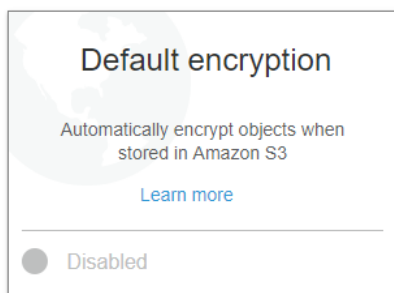 Default encryption
Automatically encrypt objects when
stored in Amazon S3
Learn more
Disabled